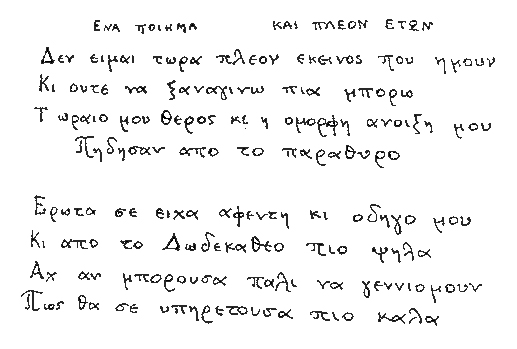 ΕΝΑ ΠΟΙΗΜΑ ΚΑΙ ΠΛΕΟΝ ΕΤΩΝ
Δεν ειμαι τωρα πλεον εκεινος που ημουν
Κι ουτε να ξαναγινω πια μπορω
Τ ωραιο μου θερος κι η ομορφη ανοιξη μου
Πηδησαν απο το παραθυρο
Ερωτα σε ειχα αφεντη κι οδηγο μου
Κι απο το Δωδεκαθεο πιο ψηλα
Αχ αν μπορουσα παλι να γεννιομουν
Πως θα σε υπηρετουσα πιο καλα